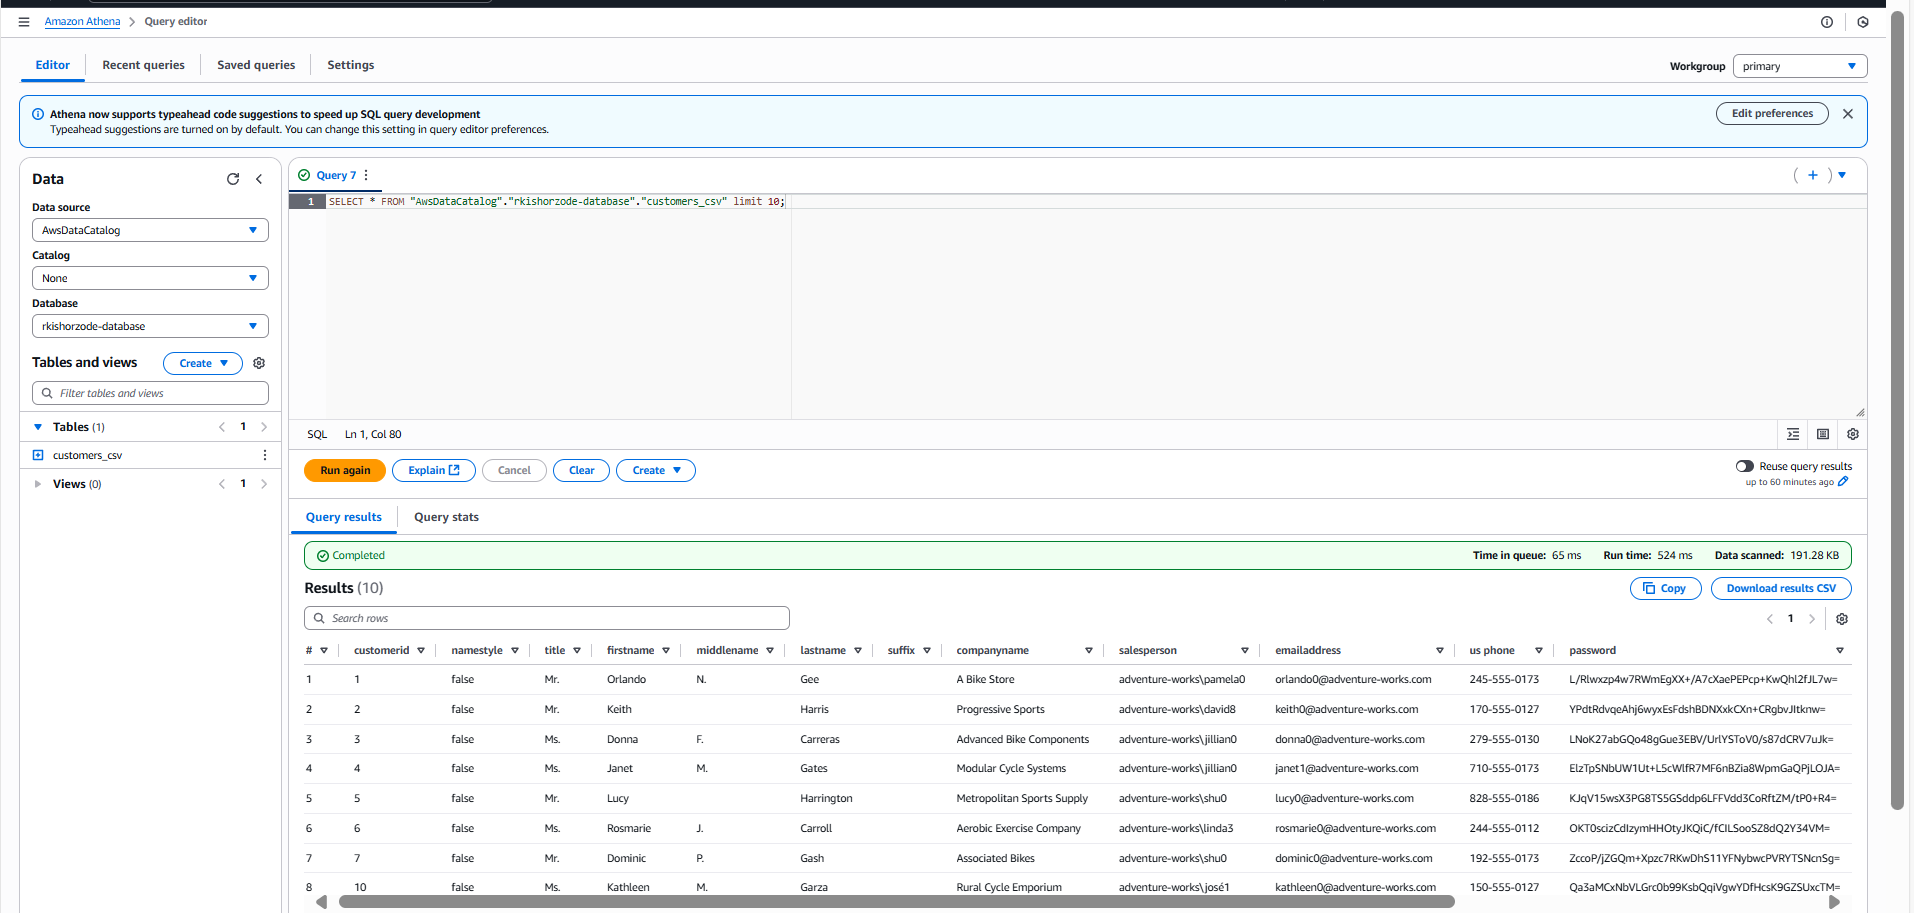 Amazon Athena > Query editor
Editor Recent queries Saved queries Settings
Workgroup primary
Athena now supports typeahead code suggestions to speed up SQL query development
Typeahead suggestions are turned on by default. You can change this setting in query editor preferences.
Edit preferences
Data
Data source
AwsDataCatalog
Catalog
None
Database
rkishorzode-database
Tables and views Create
Filter tables and views
Tables (1) < 1 >
customers_csv
Views (0) < 1 >
Query 7
1 SELECT * FROM "AwsDataCatalog"."rkishorzode-database"."customers_csv" limit 10;
SQL Ln 1, Col 80
Run again Explain Cancel Clear Create
Reuse query results
up to 60 minutes ago
Query results Query stats
Completed Time in queue: 65 ms Run time: 524 ms Data scanned: 191.28 KB
Results (10) Copy Download results CSV
Search rows < 1 >
# customerid namestyle title firstname middlename lastname suffix companyname salesperson emailaddress us phone password
1 1 false Mr. Orlando N. Gee A Bike Store adventure-works\pamela0 orlando0@adventure-works.com 245-555-0173 L/Rlwxzp4w7RWmEgXX+/A7cXaePEPcp+KwQhl2fJL7w=
2 2 false Mr. Keith Harris Progressive Sports adventure-works\david8 keith0@adventure-works.com 170-555-0127 YPdtRdvqeAhj6wyxEsFdshBDNXxkCXn+CRgbvJItknw=
3 3 false Ms. Donna F. Carreras Advanced Bike Components adventure-works\jillian0 donna0@adventure-works.com 279-555-0130 LNoK27abGQo48gGue3EBV/UrlYSToV0/s87dCRV7uJk=
4 4 false Ms. Janet M. Gates Modular Cycle Systems adventure-works\jillian0 janet1@adventure-works.com 710-555-0173 ElzTpSNbUW1Ut+L5cWlfR7MF6nBZia8WpmGaQPjLOJA=
5 5 false Mr. Lucy Harrington Metropolitan Sports Supply adventure-works\shu0 lucy0@adventure-works.com 828-555-0186 KJqV15wsX3PG8TS5GSddp6LFFVdd3CoRftZM/tP0+R4=
6 6 false Ms. Rosmarie J. Carroll Aerobic Exercise Company adventure-works\linda3 rosmarie0@adventure-works.com 244-555-0112 OKT0scizCdIzymHHOtyJKQiC/fCILSooSZ8dQ2Y34VM=
7 7 false Mr. Dominic P. Gash Associated Bikes adventure-works\shu0 dominic0@adventure-works.com 192-555-0173 ZccoP/jZGQm+Xpzc7RKwDhS11YFNybwcPVRYTSNcnSg=
8 10 false Ms. Kathleen M. Garza Rural Cycle Emporium adventure-works\josé1 kathleen0@adventure-works.com 150-555-0127 Qa3aMCxNbVLGrc0b99KsbQqiVgwYDfHcsK9GZSUxcTM=